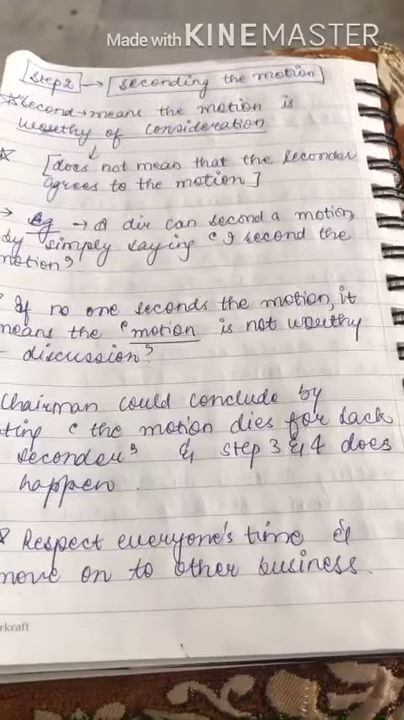 Made with KINEMASTER
Step 2 → seconding the motion
* Second → means the motion is
worthy of consideration
↓
* [does not mean that the seconder
agrees to the motion]
→ Eg → A dir can second a motion
by simply saying "I second the
motion"
If no one seconds the motion, it
means the "motion is not worthy
discussion"
Chairman could conclude by
ting "the motion dies for lack
seconder" & step 3 & 4 does
happen.
* Respect everyone's time &
move on to other business.
rkraft